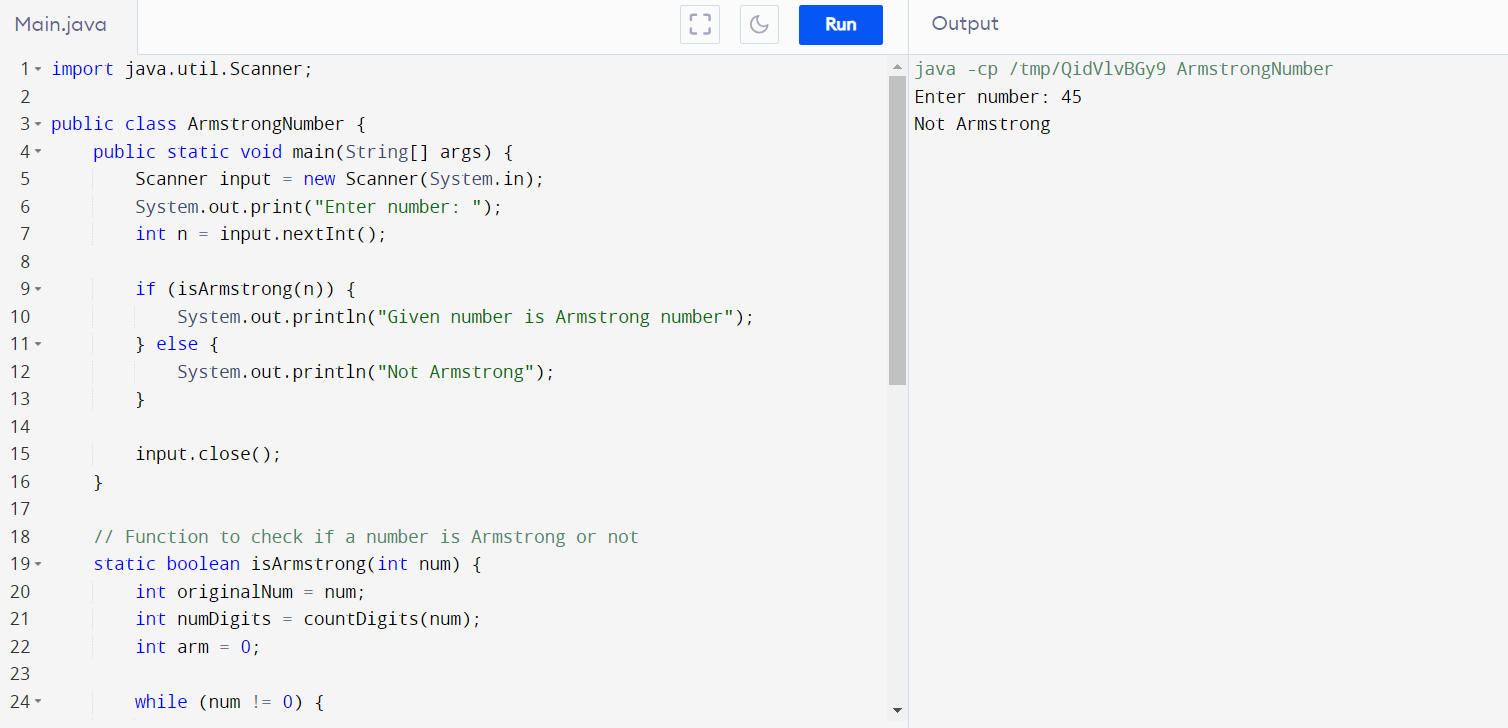 Main.java
Run
Output
1 import java.util.Scanner;
2
3 public class ArmstrongNumber {
4     public static void main(String[] args) {
5         Scanner input = new Scanner(System.in);
6         System.out.print("Enter number: ");
7         int n = input.nextInt();
8
9         if (isArmstrong(n)) {
10             System.out.println("Given number is Armstrong number");
11         } else {
12             System.out.println("Not Armstrong");
13         }
14
15         input.close();
16     }
17
18     // Function to check if a number is Armstrong or not
19     static boolean isArmstrong(int num) {
20         int originalNum = num;
21         int numDigits = countDigits(num);
22         int arm = 0;
23
24         while (num != 0) {
java -cp /tmp/QidVlvBGy9 ArmstrongNumber
Enter number: 45
Not Armstrong